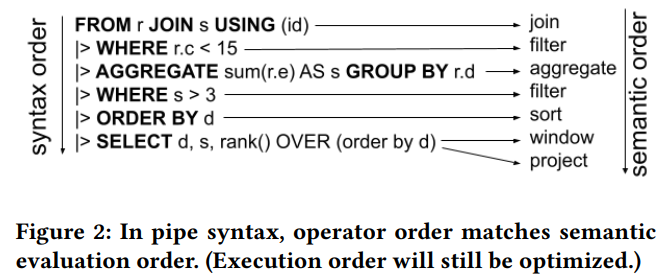 syntax order
FROM r JOIN s USING (id)
|> WHERE r.c < 15
|> AGGREGATE sum(r.e) AS s GROUP BY r.d
|> WHERE s > 3
|> ORDER BY d
|> SELECT d, s, rank() OVER (order by d)
join
filter
aggregate
filter
sort
window
project
semantic order
Figure 2: In pipe syntax, operator order matches semantic
evaluation order. (Execution order will still be optimized.)